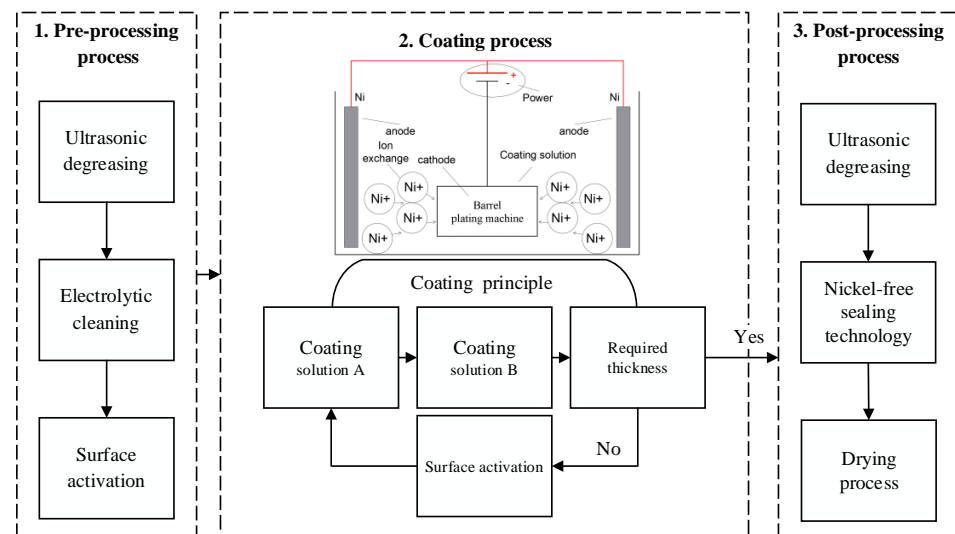 1. Pre-processing
process
Ultrasonic
degreasing
Electrolytic
cleaning
Surface
activation
2. Coating process
+
-
Power
Ni
Ni
anode
anode
Ion
exchange
cathode
Coating solution
Ni+
Ni+
Ni+
Ni+
Barrel
plating machine
Ni+
Ni+
Ni+
Ni+
Coating principle
Coating
solution A
Coating
solution B
Required
thickness
Yes
No
Surface activation
3. Post-processing
process
Ultrasonic
degreasing
Nickel-free
sealing
technology
Drying
process